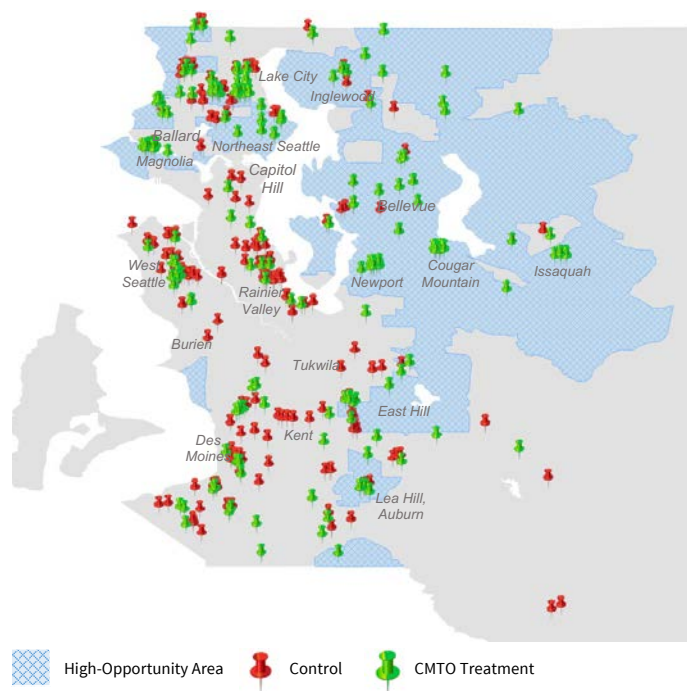 Lake City
Inglewood
Ballard
Northeast Seattle
Magnolia
Capitol
Hill
Bellevue
West
Seattle
Rainier
Valley
Newport
Cougar
Mountain
Issaquah
Burien
Tukwila
East Hill
Kent
Des
Moines
Lea Hill,
Auburn
High-Opportunity Area
Control
CMTO Treatment